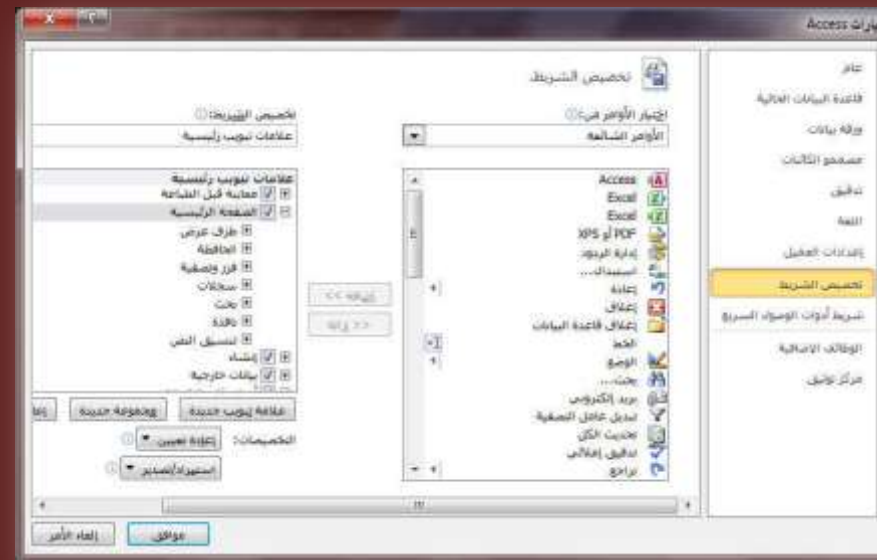 خيارات Access
عام
قاعدة البيانات الحالية
ورقة بيانات
مصممو الكائنات
تدقيق
اللغة
إعدادات العميل
تخصيص الشريط
شريط أدوات الوصول السريع
الوظائف الإضافية
مركز توثيق
تخصيص الشريط.
اختيار الأوامر من:
الأوامر الشائعة
Access
Excel
Excel
PDF أو XPS
إدارة الردود
استبدال...
إعادة
إغلاق
إغلاق قاعدة البيانات
الخط
الوضع
بحث...
بريد إلكتروني
تبديل عامل التصفية
تحديث الكل
تدقيق إملائي
تراجع
إضافة >>
<< إزالة
تخصيص الشريط:
علامات تبويب رئيسية
علامات تبويب رئيسية
معاينة قبل الطباعة
الصفحة الرئيسية
طرق عرض
الحافظة
فرز وتصفية
سجلات
بحث
نافذة
تنسيق النص
إنشاء
بيانات خارجية
علامة تبويب جديدة
مجموعة جديدة
التخصيصات:
إعادة تعيين
استيراد/تصدير
موافق
إلغاء الأمر